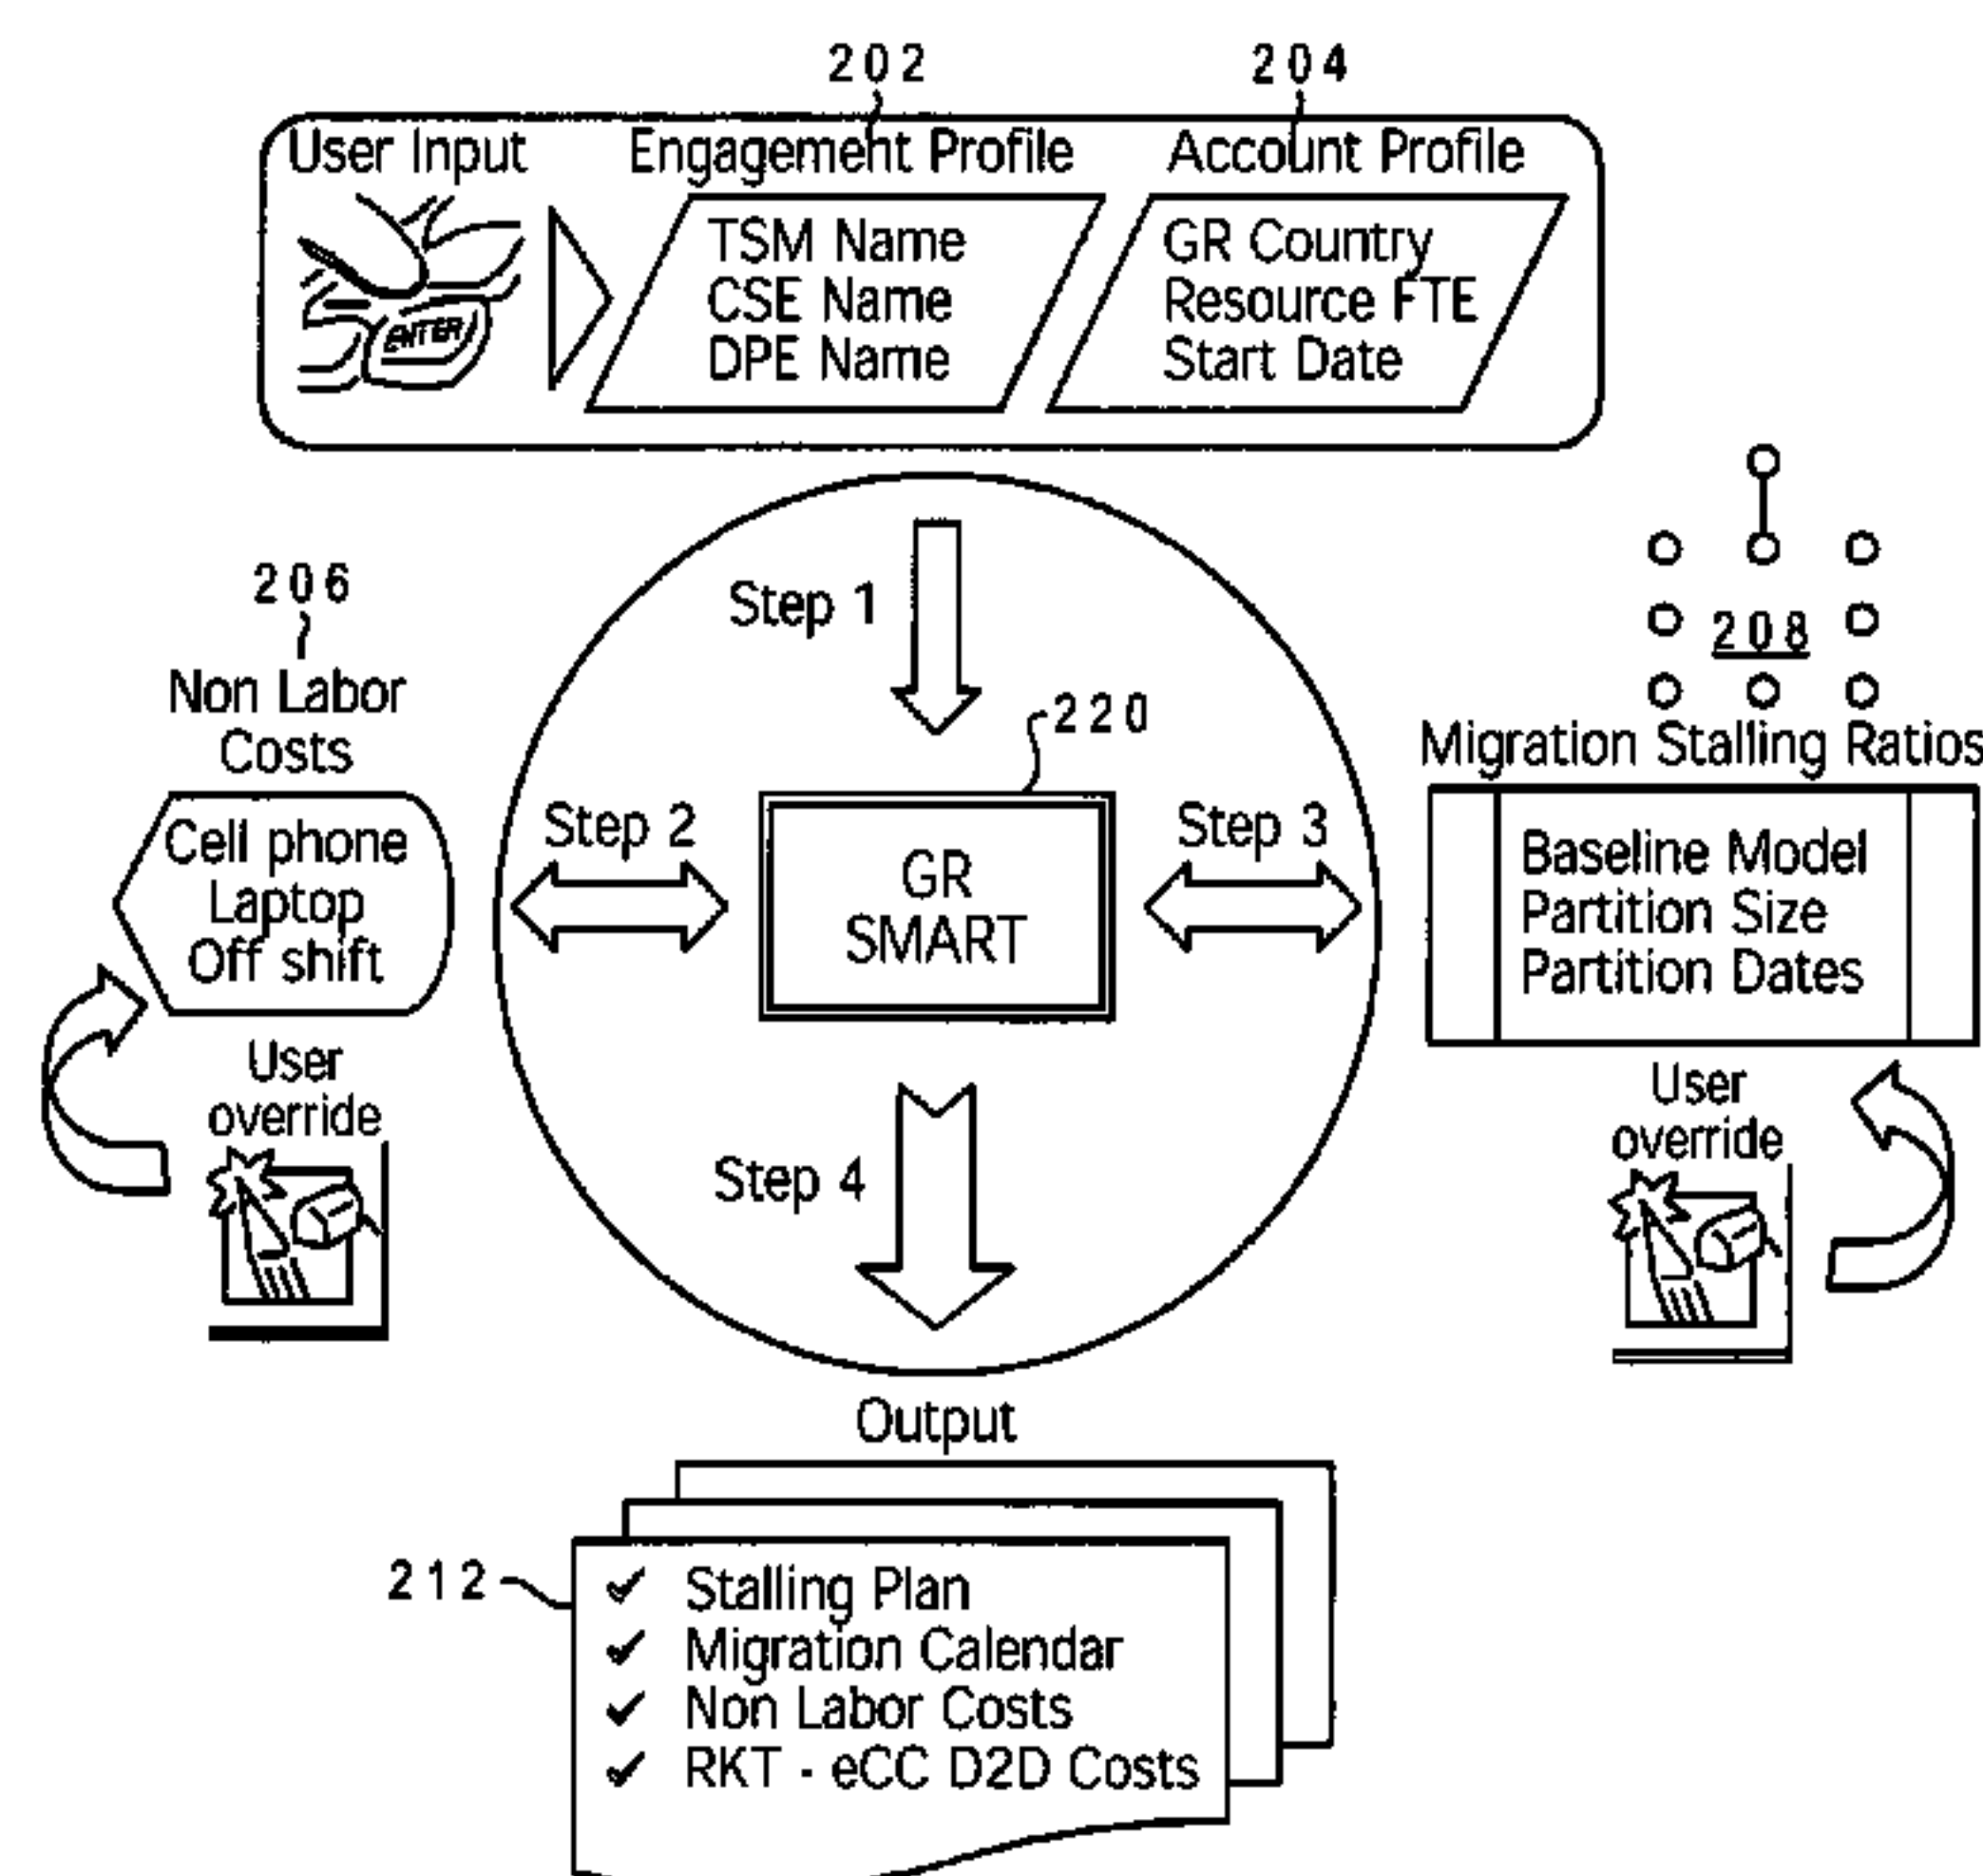 202
204
User Input
Engagement Profile
Account Profile
TSM Name
CSE Name
DPE Name
GR Country
Resource FTE
Start Date
ENTER
Step 1
206
Non Labor
Costs
Cell phone
Laptop
Off shift
User
override
Step 2
220
GR
SMART
Step 3
208
Migration Stalling Ratios
Baseline Model
Partition Size
Partition Dates
User
override
Step 4
Output
212
✓ Stalling Plan
✓ Migration Calendar
✓ Non Labor Costs
✓ RKT - eCC D2D Costs